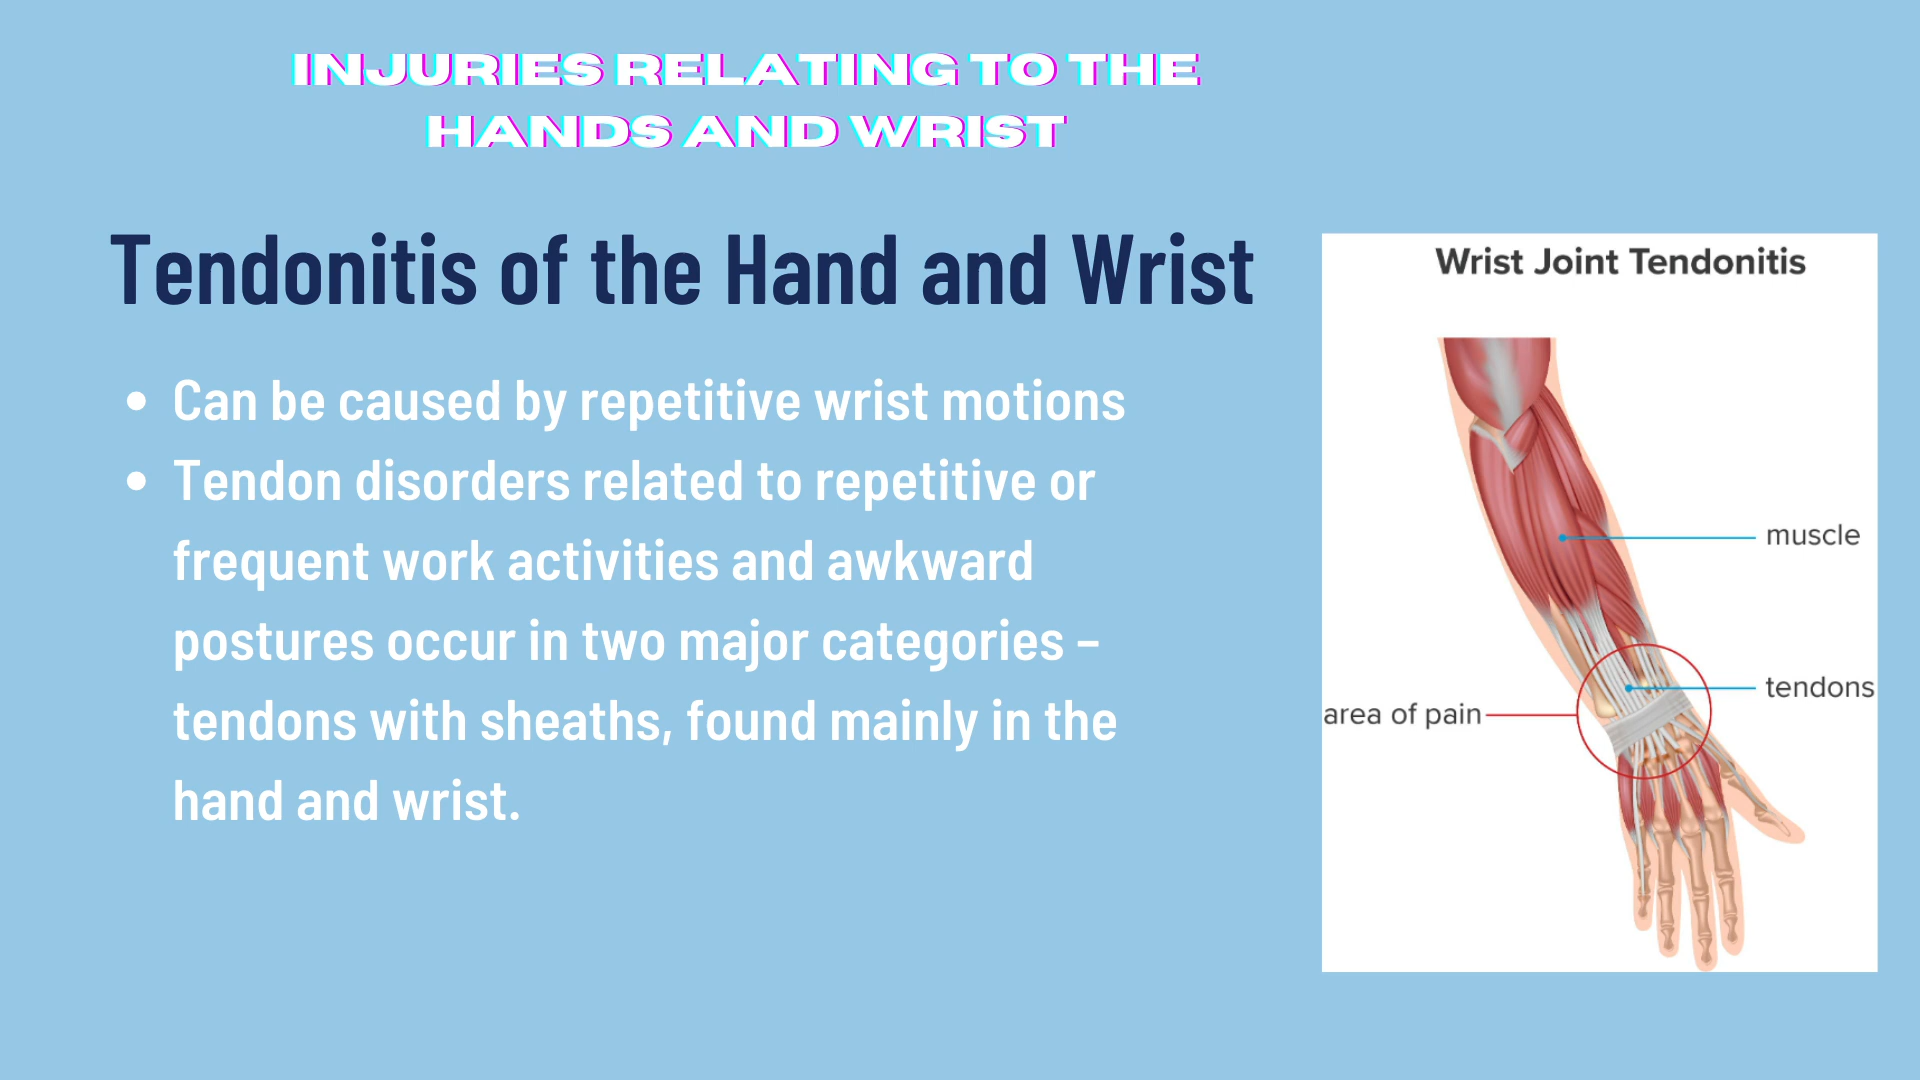 INJURIES RELATING TO THE
HANDS AND WRIST
Tendonitis of the Hand and Wrist
• Can be caused by repetitive wrist motions
• Tendon disorders related to repetitive or
frequent work activities and awkward
postures occur in two major categories –
tendons with sheaths, found mainly in the
hand and wrist.
Wrist Joint Tendonitis
muscle
tendons
area of pain